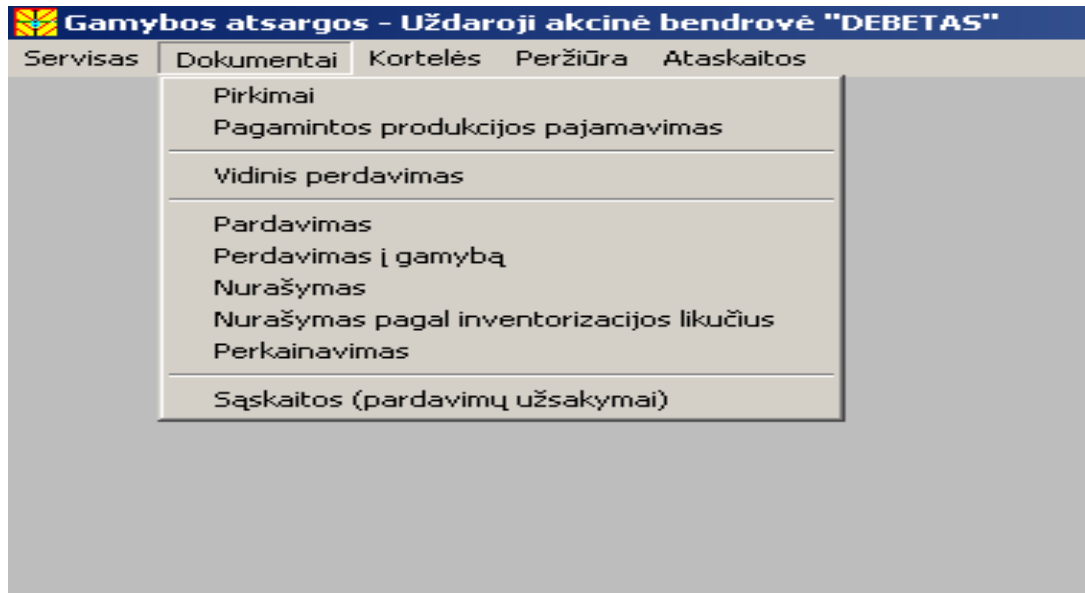 Gamybos atsargos - Uždaroji akcinė bendrovė "DEBETAS"
Servisas Dokumentai Kortelės Peržiūra Ataskaitos
Pirkimai
Pagamintos produkcijos pajamavimas
Vidinis perdavimas
Pardavimas
Perdavimas į gamybą
Nurašymas
Nurašymas pagal inventorizacijos likučius
Perkainavimas
Sąskaitos (pardavimų užsakymai)